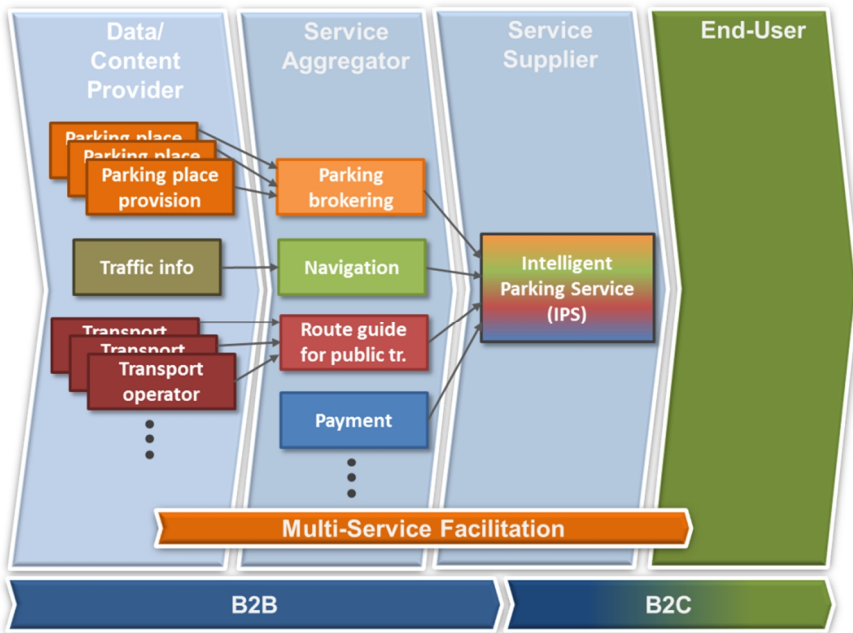 Data/
Content
Provider
Service
Aggregator
Service
Supplier
End-User
Parking place
Parking place
Parking place
provision
Parking
brokering
Traffic info
Navigation
Intelligent
Parking Service
(IPS)
Transport
Transport
Transport
operator
Route guide
for public tr.
Payment
Multi-Service Facilitation
B2B
B2C